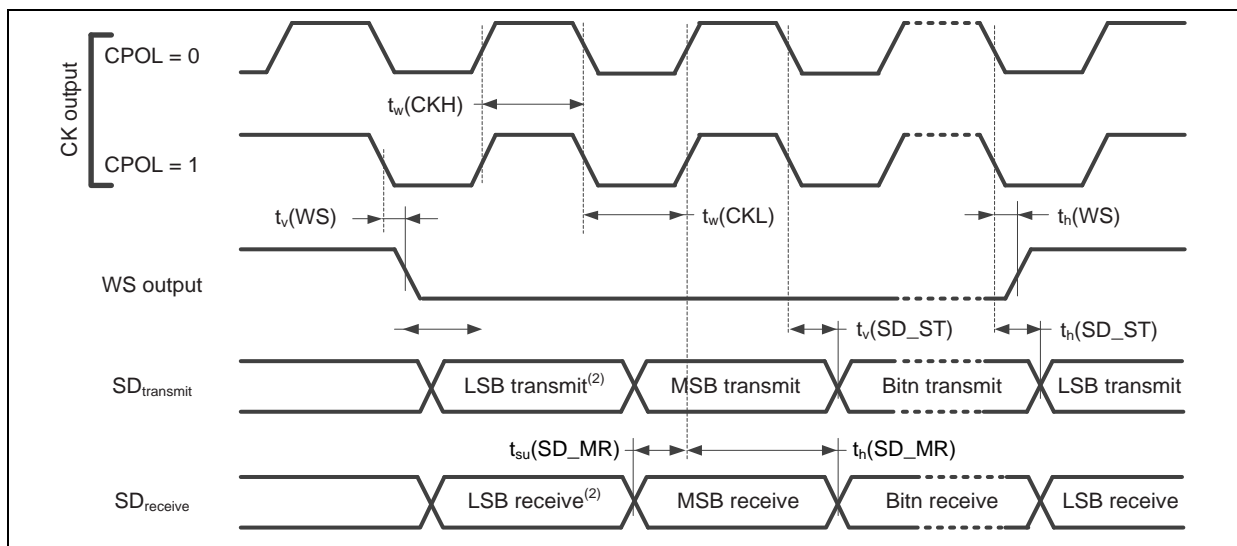 CK output
CPOL = 0
tw(CKH)
CPOL = 1
tv(WS)
tw(CKL)
th(WS)
WS output
tv(SD_ST)
th(SD_ST)
SDtransmit
LSB transmit(2)
MSB transmit
Bitn transmit
LSB transmit
tsu(SD_MR)
th(SD_MR)
SDreceive
LSB receive(2)
MSB receive
Bitn receive
LSB receive